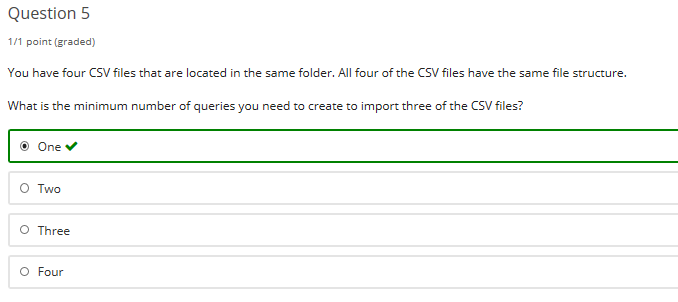 Question 5
1/1 point (graded)
You have four CSV files that are located in the same folder. All four of the CSV files have the same file structure.
What is the minimum number of queries you need to create to import three of the CSV files?
One
Two
Three
Four